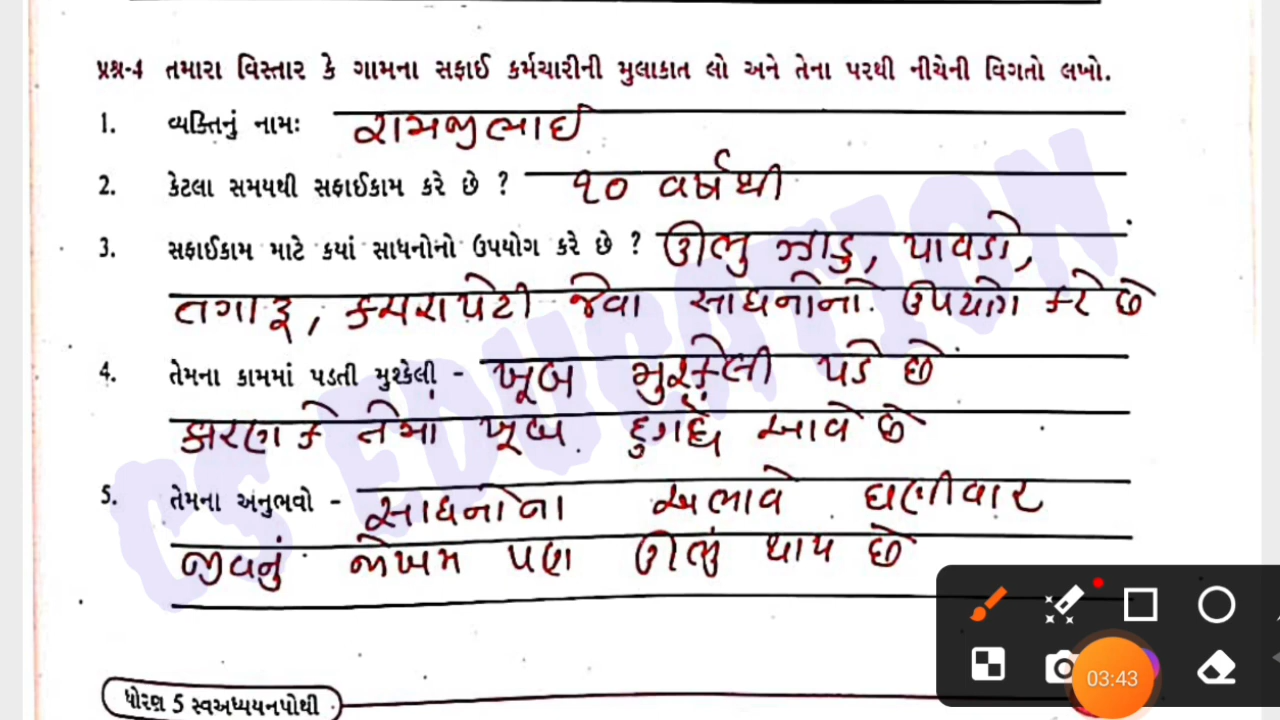 પ્રશ્ન-4 તમારા વિસ્તાર કે ગામના સફાઈ કર્મચારીની મુલાકાત લો અને તેના પરથી નીચેની વિગતો લખો.
1. વ્યક્તિનું નામઃ રામજીભાઈ
2. કેટલા સમયથી સફાઈકામ કરે છે ? ૧૦ વર્ષથી
3. સફાઈકામ માટે કયાં સાધનોનો ઉપયોગ કરે છે ? ઊભુ ઝાડુ, પાવડો,
તગારૂ, કચરાપેટી જેવા સાધનોનો ઉપયોગ કરે છે
4. તેમના કામમાં પડતી મુશ્કેલી - ખૂબ મુશ્કેલી પડે છે
કારણ કે તેમાં ખૂબ દુર્ગંધ આવે છે
5. તેમના અનુભવો - સાધનોના અભાવે ઘણીવાર
જીવનું જોખમ પણ ઊભું થાય છે
CS EDUCATION
ધોરણ 5 સ્વઅધ્યયનપોથી
03:43